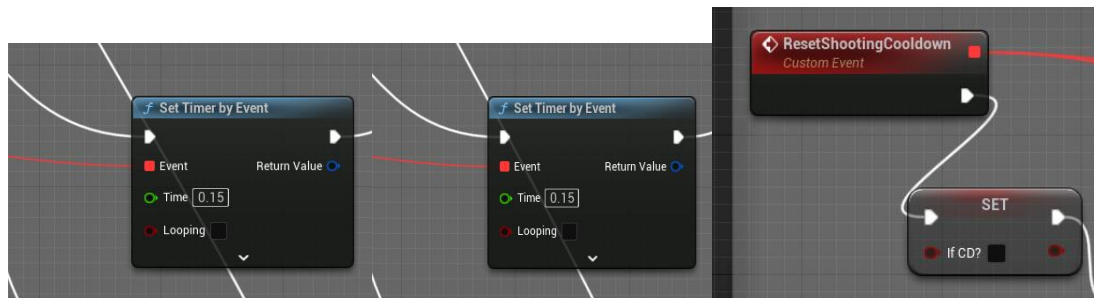 f Set Timer by Event
Event Return Value
Time 0.15
Looping
f Set Timer by Event
Event Return Value
Time 0.15
Looping
ResetShootingCooldown
Custom Event
SET
If CD?